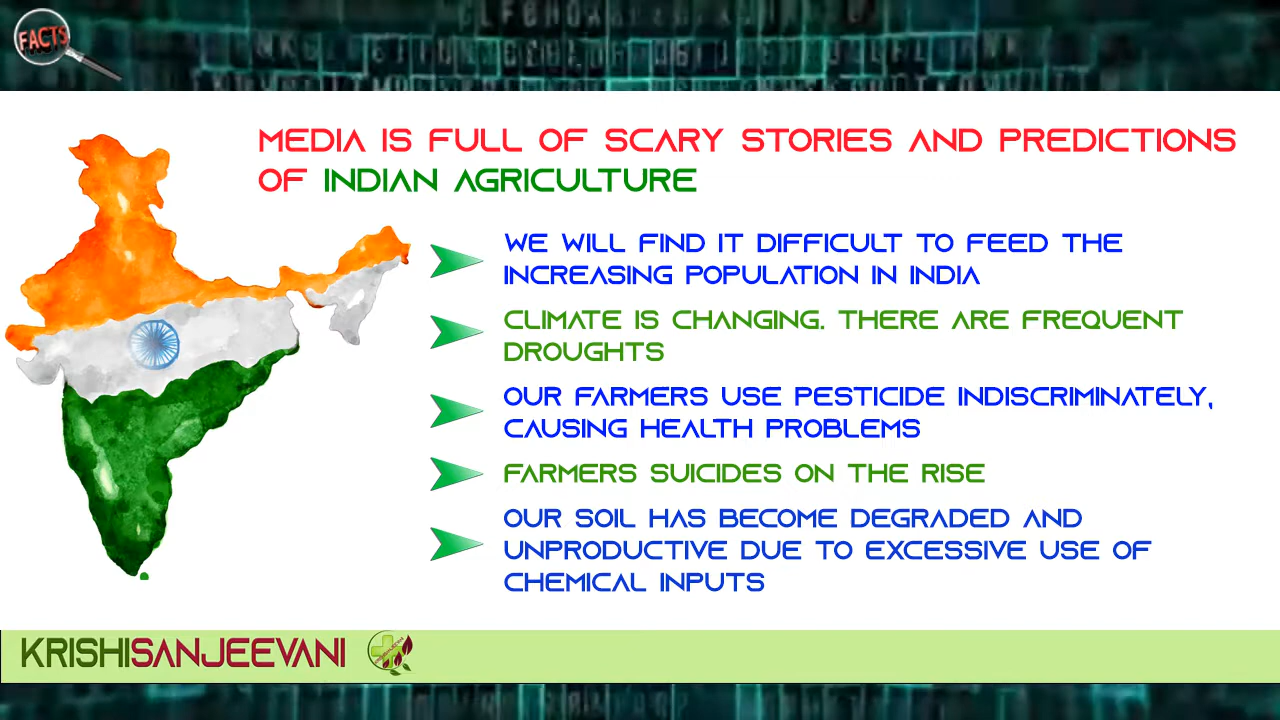 FACTS
MEDIA IS FULL OF SCARY STORIES AND PREDICTIONS
OF INDIAN AGRICULTURE
WE WILL FIND IT DIFFICULT TO FEED THE
INCREASING POPULATION IN INDIA
CLIMATE IS CHANGING. THERE ARE FREQUENT
DROUGHTS
OUR FARMERS USE PESTICIDE INDISCRIMINATELY,
CAUSING HEALTH PROBLEMS
FARMERS SUICIDES ON THE RISE
OUR SOIL HAS BECOME DEGRADED AND
UNPRODUCTIVE DUE TO EXCESSIVE USE OF
CHEMICAL INPUTS
KRISHISANJEEVANI